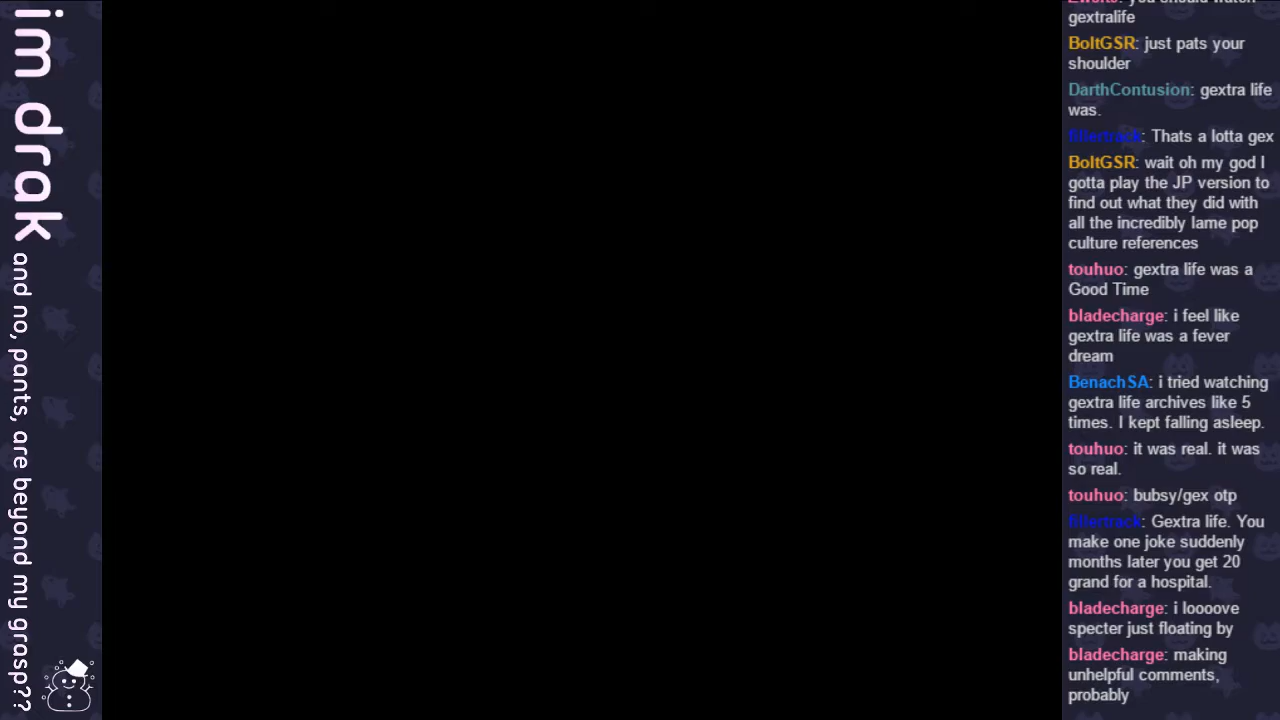 im drak
and no, pants, are beyond my grasp??
gextralife
BoltGSR: just pats your
shoulder
DarthContusion: gextra life
was.
fillertrack: Thats a lotta gex
BoltGSR: wait oh my god I
gotta play the JP version to
find out what they did with
all the incredibly lame pop
culture references
touhuo: gextra life was a
Good Time
bladecharge: i feel like
gextra life was a fever
dream
BenachSA: i tried watching
gextra life archives like 5
times. I kept falling asleep.
touhuo: it was real. it was
so real.
touhuo: bubsy/gex otp
fillertrack: Gextra life. You
make one joke suddenly
months later you get 20
grand for a hospital.
bladecharge: i loooove
specter just floating by
bladecharge: making
unhelpful comments,
probably